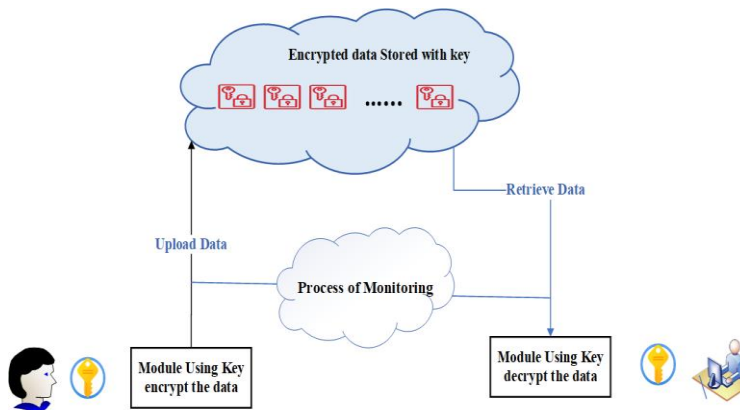 Encrypted data Stored with key
......
Retrieve Data
Upload Data
Process of Monitoring
Module Using Key
encrypt the data
Module Using Key
decrypt the data